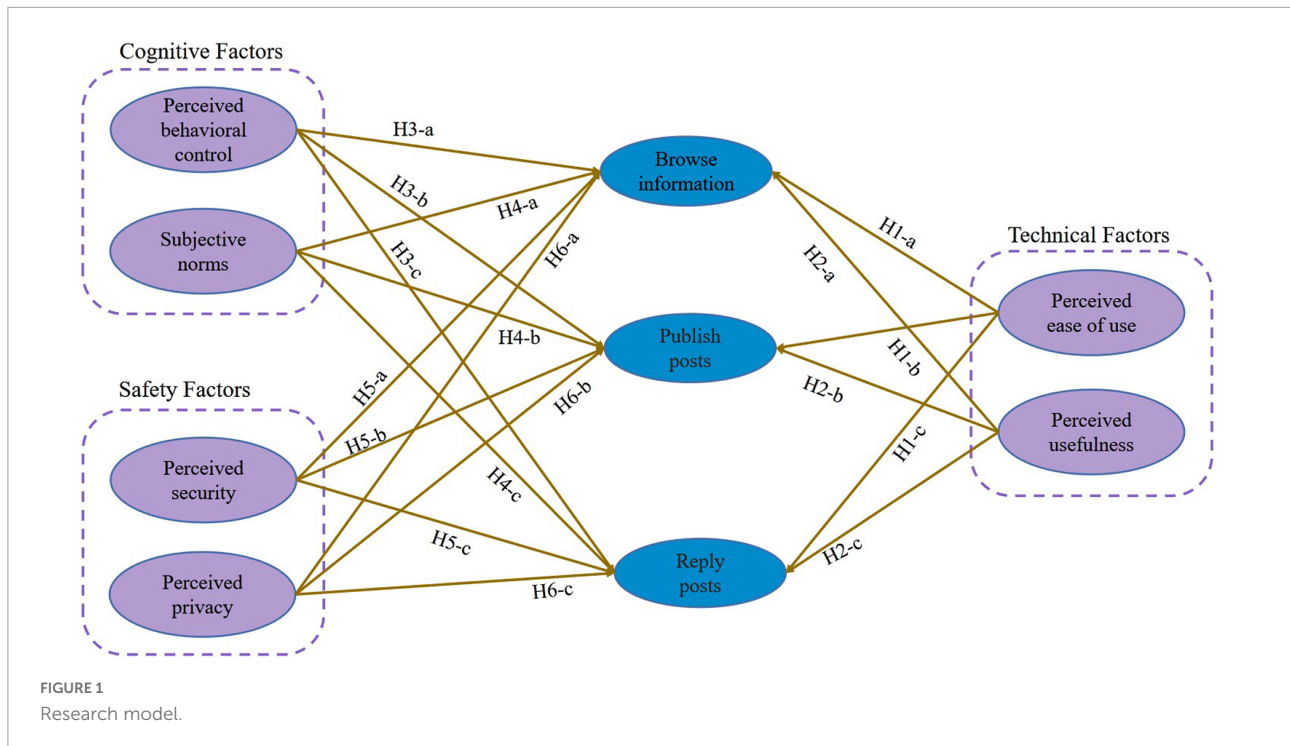 Cognitive Factors
Perceived
behavioral
control
Subjective
norms
Safety Factors
Perceived
security
Perceived
privacy
H3-a
H3-b
H4-a
H3-c
H6-a
H4-b
H5-a
H6-b
H5-b
H4-c
H5-c
H6-c
Browse
information
Publish
posts
Reply
posts
H1-a
H2-a
H1-b
H2-b
H1-c
H2-c
Technical Factors
Perceived
ease of use
Perceived
usefulness
FIGURE 1
Research model.